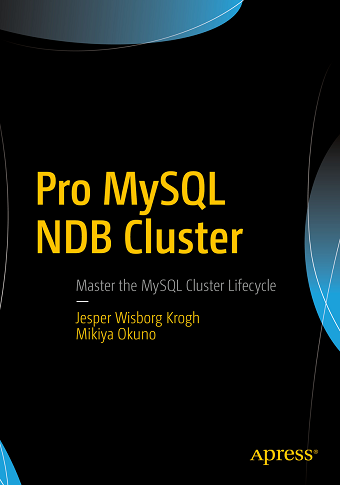 Pro MySQL
NDB Cluster
Master the MySQL Cluster Lifecycle
—
Jesper Wisborg Krogh
Mikiya Okuno
Apress®